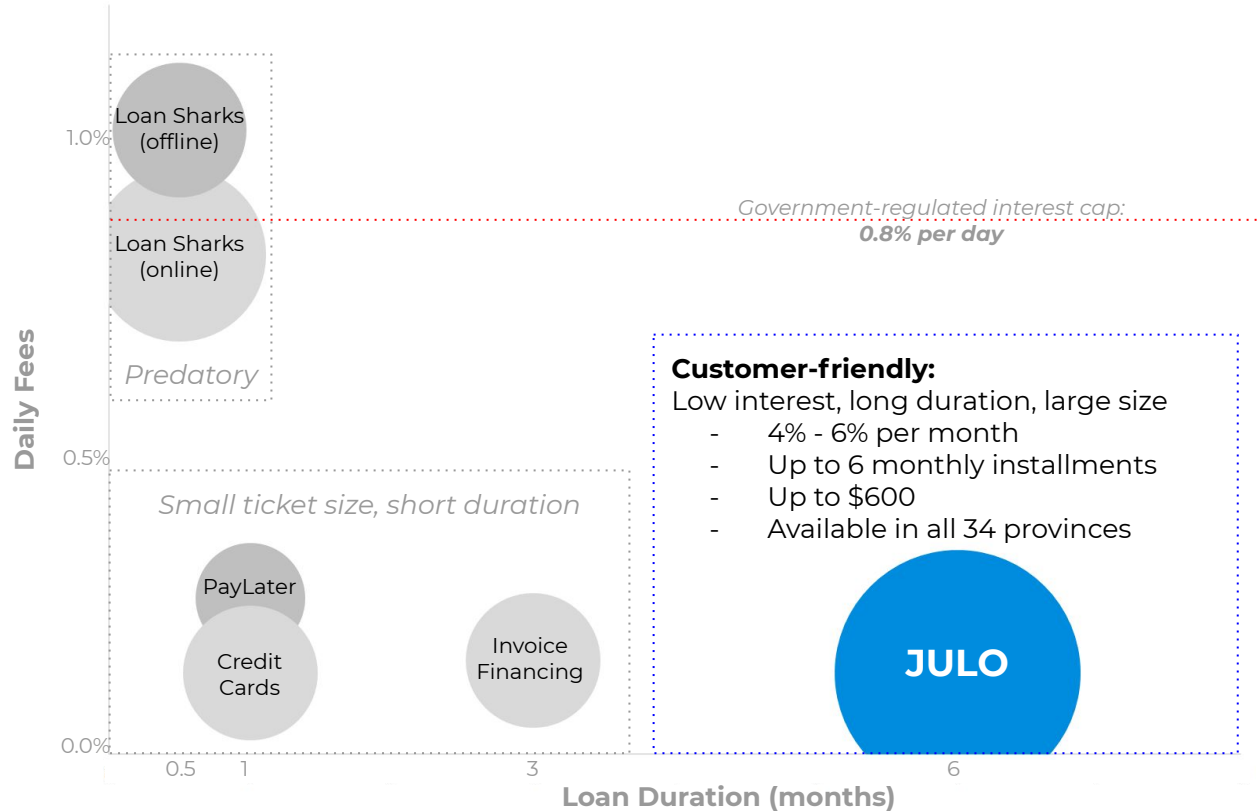 Loan Sharks
(offline)
1.0%
Government-regulated interest cap:
0.8% per day
Loan Sharks
(online)
Predatory
Daily Fees
Customer-friendly:
Low interest, long duration, large size
- 4% - 6% per month
- Up to 6 monthly installments
- Up to $600
- Available in all 34 provinces
0.5%
Small ticket size, short duration
PayLater
Credit
Cards
Invoice
Financing
JULO
0.0%
0.5 1 3 6
Loan Duration (months)